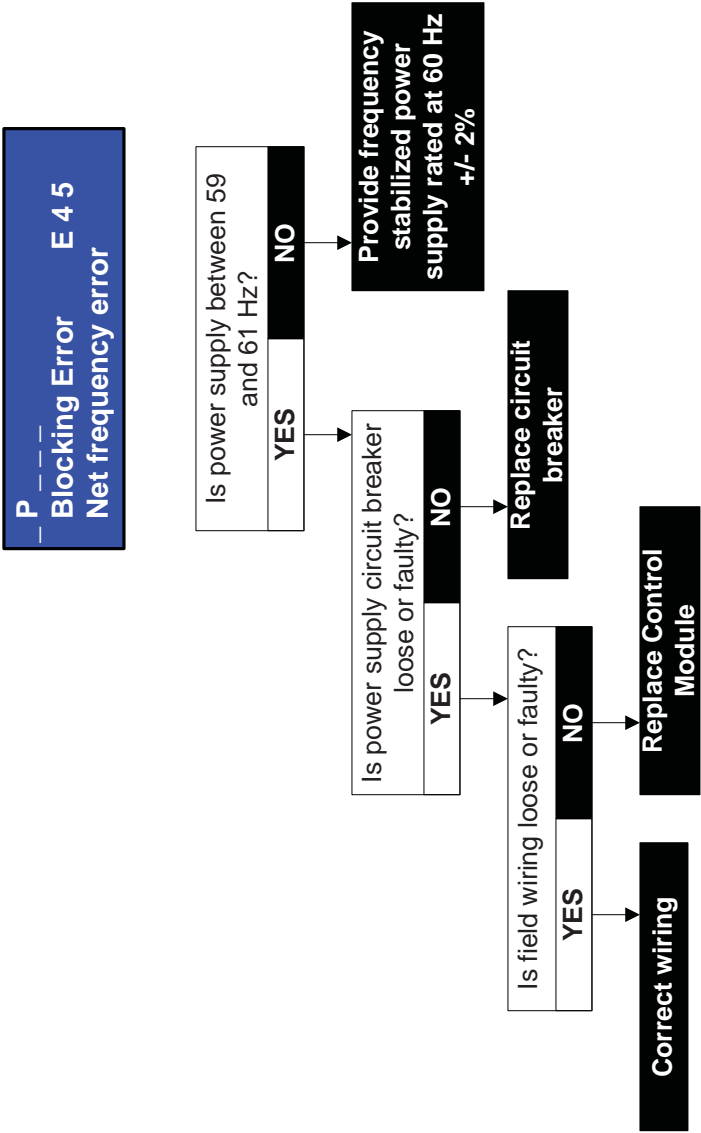 _ P _ _ _
Blocking Error E 4 5
Net frequency error
Is power supply between 59
and 61 Hz?
YES NO
Provide frequency
stabilized power
supply rated at 60 Hz
+/- 2%
Is power supply circuit breaker
loose or faulty?
YES NO
Replace circuit
breaker
Is field wiring loose or faulty?
YES NO
Replace Control
Module
Correct wiring